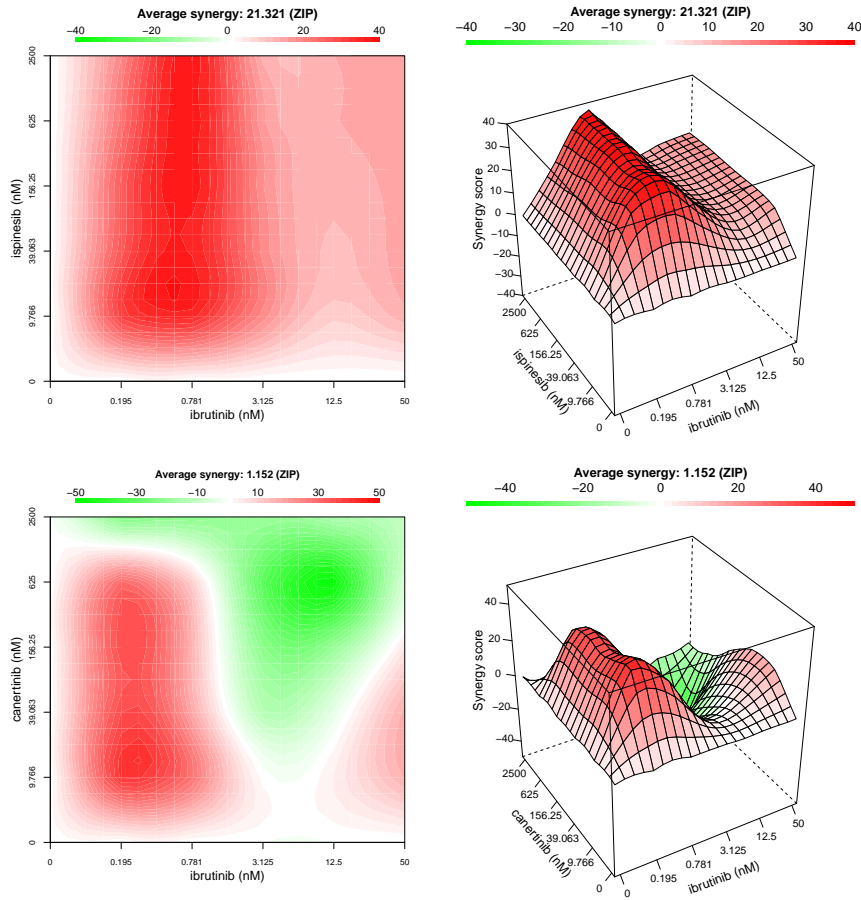 Average synergy: 21.321 (ZIP)
−40 −20 0 20 40
2500
625
156.25
39.063
9.766
0
ispinesib (nM)
0 0.195 0.781 3.125 12.5 50
ibrutinib (nM)
Average synergy: 21.321 (ZIP)
−40 −30 −20 −10 0 10 20 30 40
40
30
20
10
0
−10
−20
−30
−40
Synergy score
2500
625
156.25
39.063
9.766
0
ispinesib (nM)
0 0.195 0.781 3.125 12.5 50
ibrutinib (nM)
Average synergy: 1.152 (ZIP)
−50 −30 −10 10 30 50
2500
625
156.25
39.063
9.766
0
canertinib (nM)
0 0.195 0.781 3.125 12.5 50
ibrutinib (nM)
Average synergy: 1.152 (ZIP)
−40 −20 0 20 40
40
20
0
−20
−40
Synergy score
2500
625
156.25
39.063
9.766
0
canertinib (nM)
0 0.195 0.781 3.125 12.5 50
ibrutinib (nM)